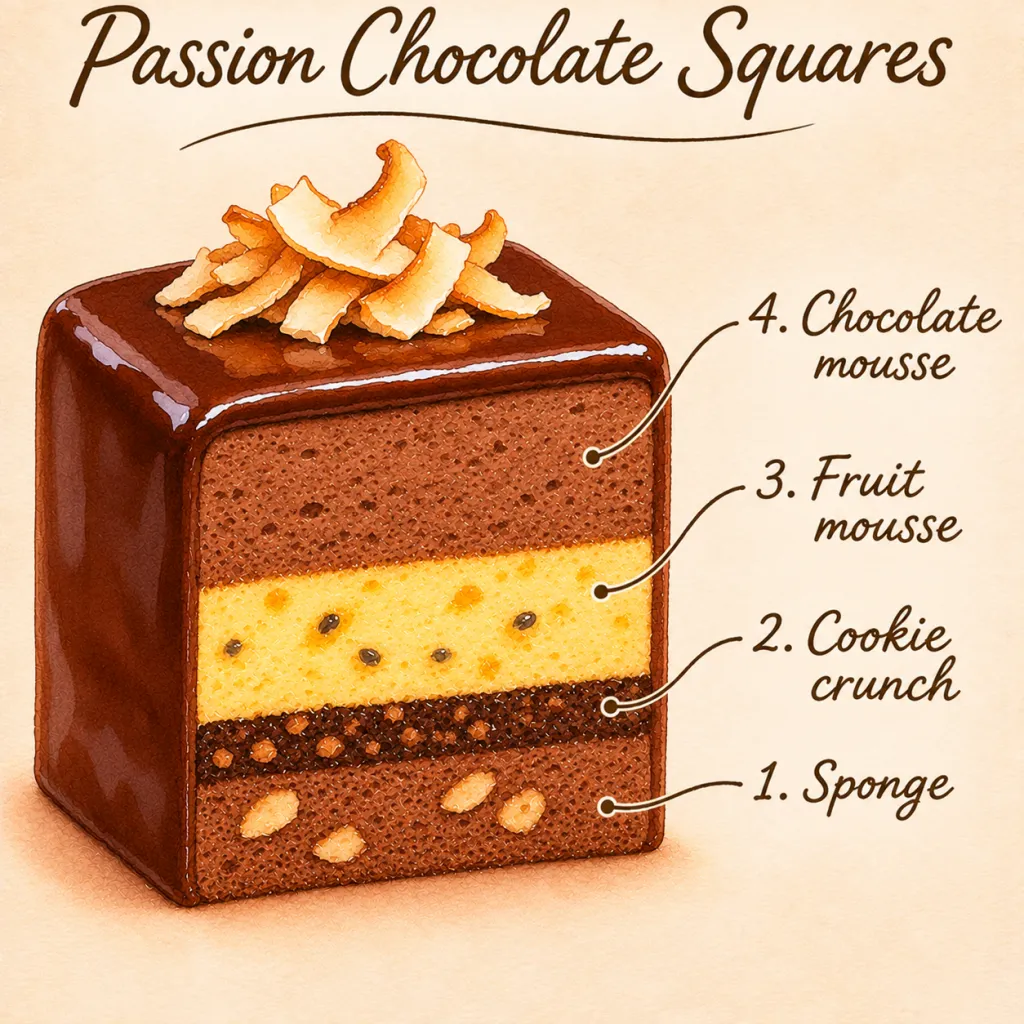 Passion Chocolate Squares
4. Chocolate
mousse
3. Fruit
mousse
2. Cookie
crunch
1. Sponge